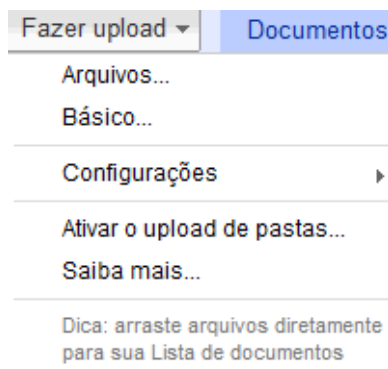 Fazer upload Documentos
Arquivos...
Básico...
Configurações
Ativar o upload de pastas...
Saiba mais...
Dica: arraste arquivos diretamente
para sua Lista de documentos